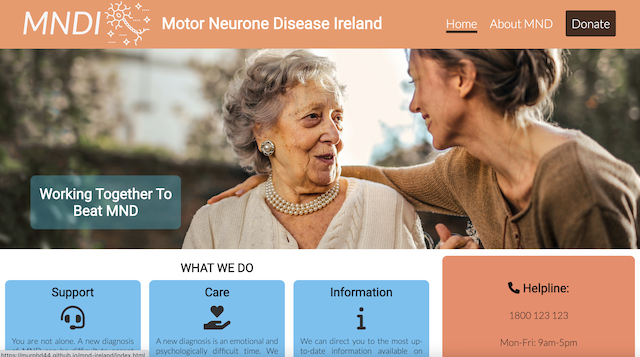 MNDI
Motor Neurone Disease Ireland
Home
About MND
Donate
Working Together To
Beat MND
WHAT WE DO
Support
You are not alone. A new diagnosis
Care
A new diagnosis is an emotional and
psychologically difficult time. We
Information
We can direct you to the most up-
to-date information available on
Helpline:
1800 123 123
Mon-Fri: 9am-5pm
https://murphd44.github.io/mnd-ireland/index.html